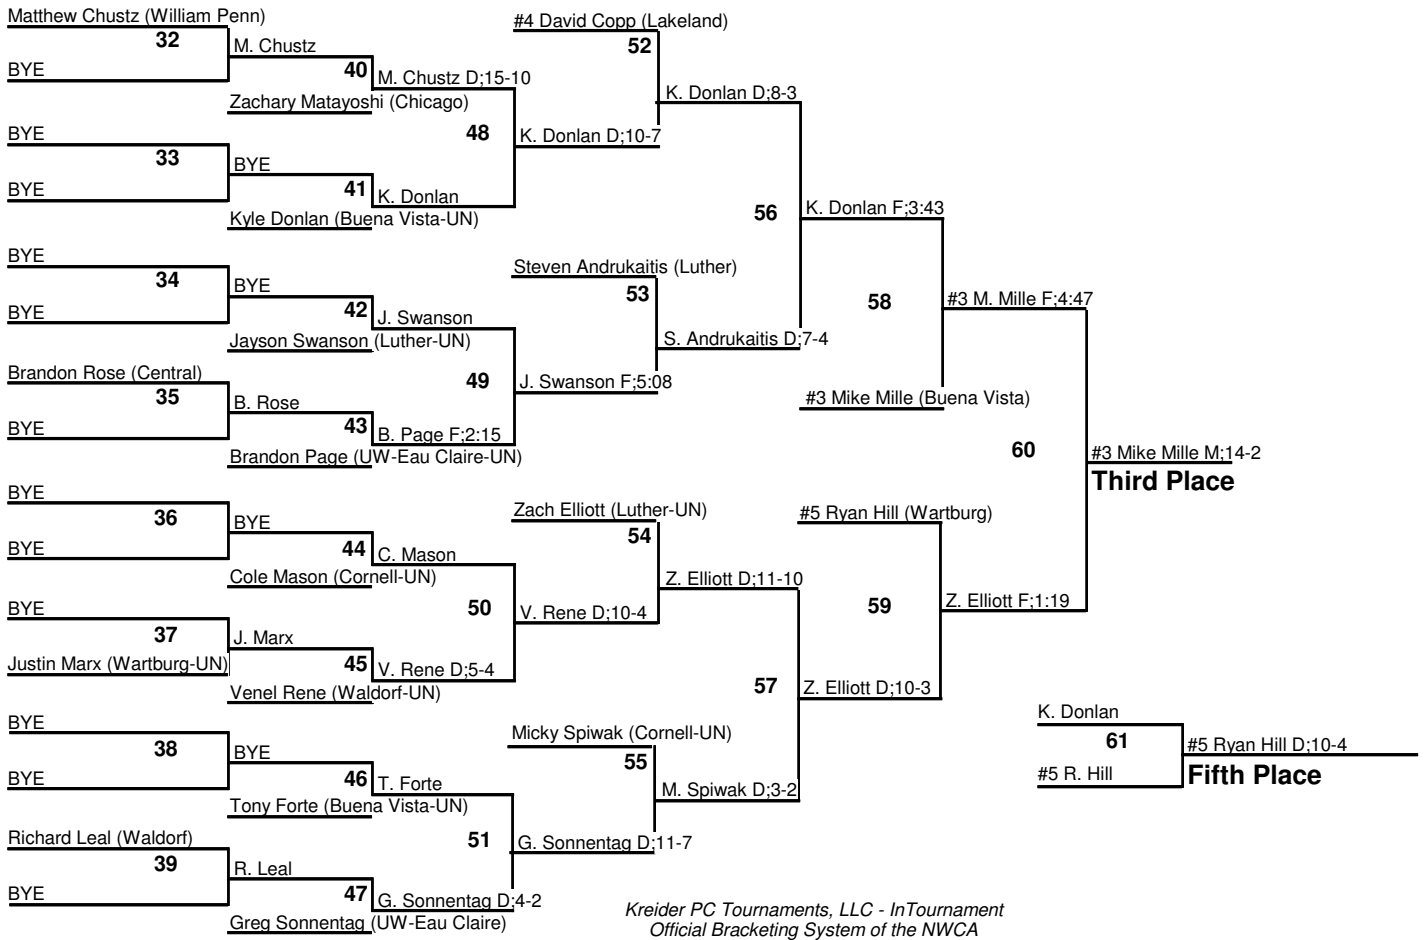 Matthew Chustz (William Penn)
32
BYE
M. Chustz
40
Zachary Matayoshi (Chicago)
M. Chustz D;15-10
BYE
33
BYE
BYE
41
Kyle Donlan (Buena Vista-UN)
K. Donlan
48
K. Donlan D;10-7
#4 David Copp (Lakeland)
52
K. Donlan D;8-3
BYE
34
BYE
BYE
42
Jayson Swanson (Luther-UN)
J. Swanson
Brandon Rose (Central)
35
BYE
B. Rose
43
Brandon Page (UW-Eau Claire-UN)
B. Page F;2:15
49
J. Swanson F;5:08
Steven Andrukaitis (Luther)
53
S. Andrukaitis D;7-4
56
K. Donlan F;3:43
58
#3 Mike Mille (Buena Vista)
#3 M. Mille F;4:47
BYE
36
BYE
BYE
44
Cole Mason (Cornell-UN)
C. Mason
BYE
37
Justin Marx (Wartburg-UN)
J. Marx
45
Venel Rene (Waldorf-UN)
V. Rene D;5-4
50
V. Rene D;10-4
Zach Elliott (Luther-UN)
54
Z. Elliott D;11-10
BYE
38
BYE
BYE
46
Tony Forte (Buena Vista-UN)
T. Forte
Richard Leal (Waldorf)
39
BYE
R. Leal
47
Greg Sonnentag (UW-Eau Claire)
G. Sonnentag D;4-2
51
G. Sonnentag D;11-7
Micky Spiwak (Cornell-UN)
55
M. Spiwak D;3-2
57
Z. Elliott D;10-3
#5 Ryan Hill (Wartburg)
59
Z. Elliott F;1:19
60
#3 Mike Mille M;14-2
Third Place
K. Donlan
61
#5 R. Hill
#5 Ryan Hill D;10-4
Fifth Place
Kreider PC Tournaments, LLC - InTournament
Official Bracketing System of the NWCA